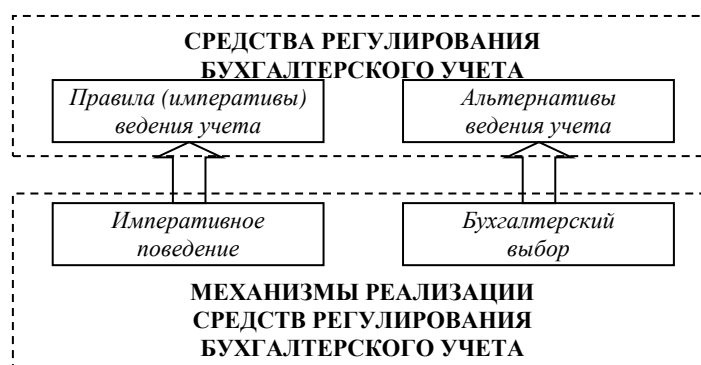 СРЕДСТВА РЕГУЛИРОВАНИЯ
БУХГАЛТЕРСКОГО УЧЕТА
Правила (императивы)
ведения учета
Альтернативы
ведения учета
Императивное
поведение
Бухгалтерский
выбор
МЕХАНИЗМЫ РЕАЛИЗАЦИИ
СРЕДСТВ РЕГУЛИРОВАНИЯ
БУХГАЛТЕРСКОГО УЧЕТА